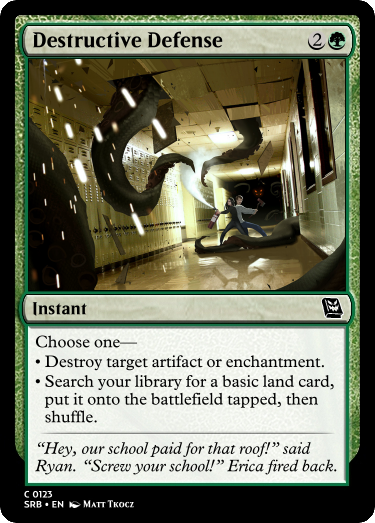 Destructive Defense 2
Instant
Choose one—
• Destroy target artifact or enchantment.
• Search your library for a basic land card,
put it onto the battlefield tapped, then
shuffle.
“Hey, our school paid for that roof!” said
Ryan. “Screw your school!” Erica fired back.
C 0123
SRB • EN Matt Tkocz